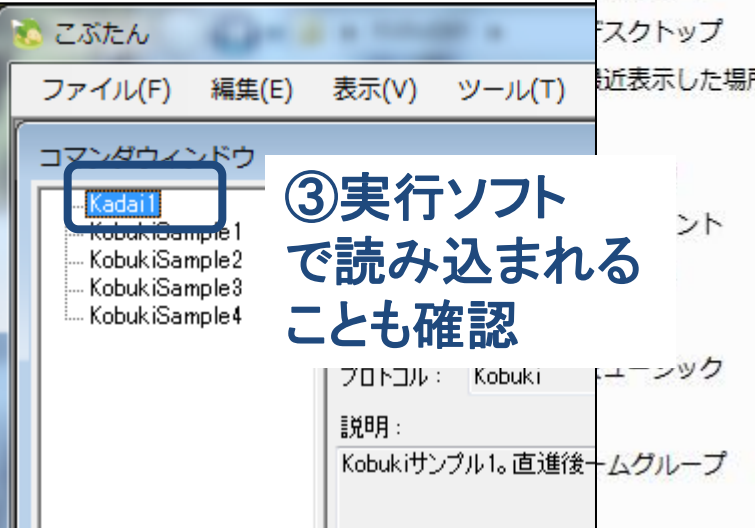 こぶたん
デスクトップ
ファイル(F) 編集(E) 表示(V) ツール(T)
最近表示した場所
コマンダウィンドウ
Kadai1
KobukiSample1
KobukiSample2
KobukiSample3
KobukiSample4
③実行ソフト
で読み込まれる
ことも確認
ント
プロトコル： Kobuki
ュージック
説明：
Kobukiサンプル1。直進後
ームグループ